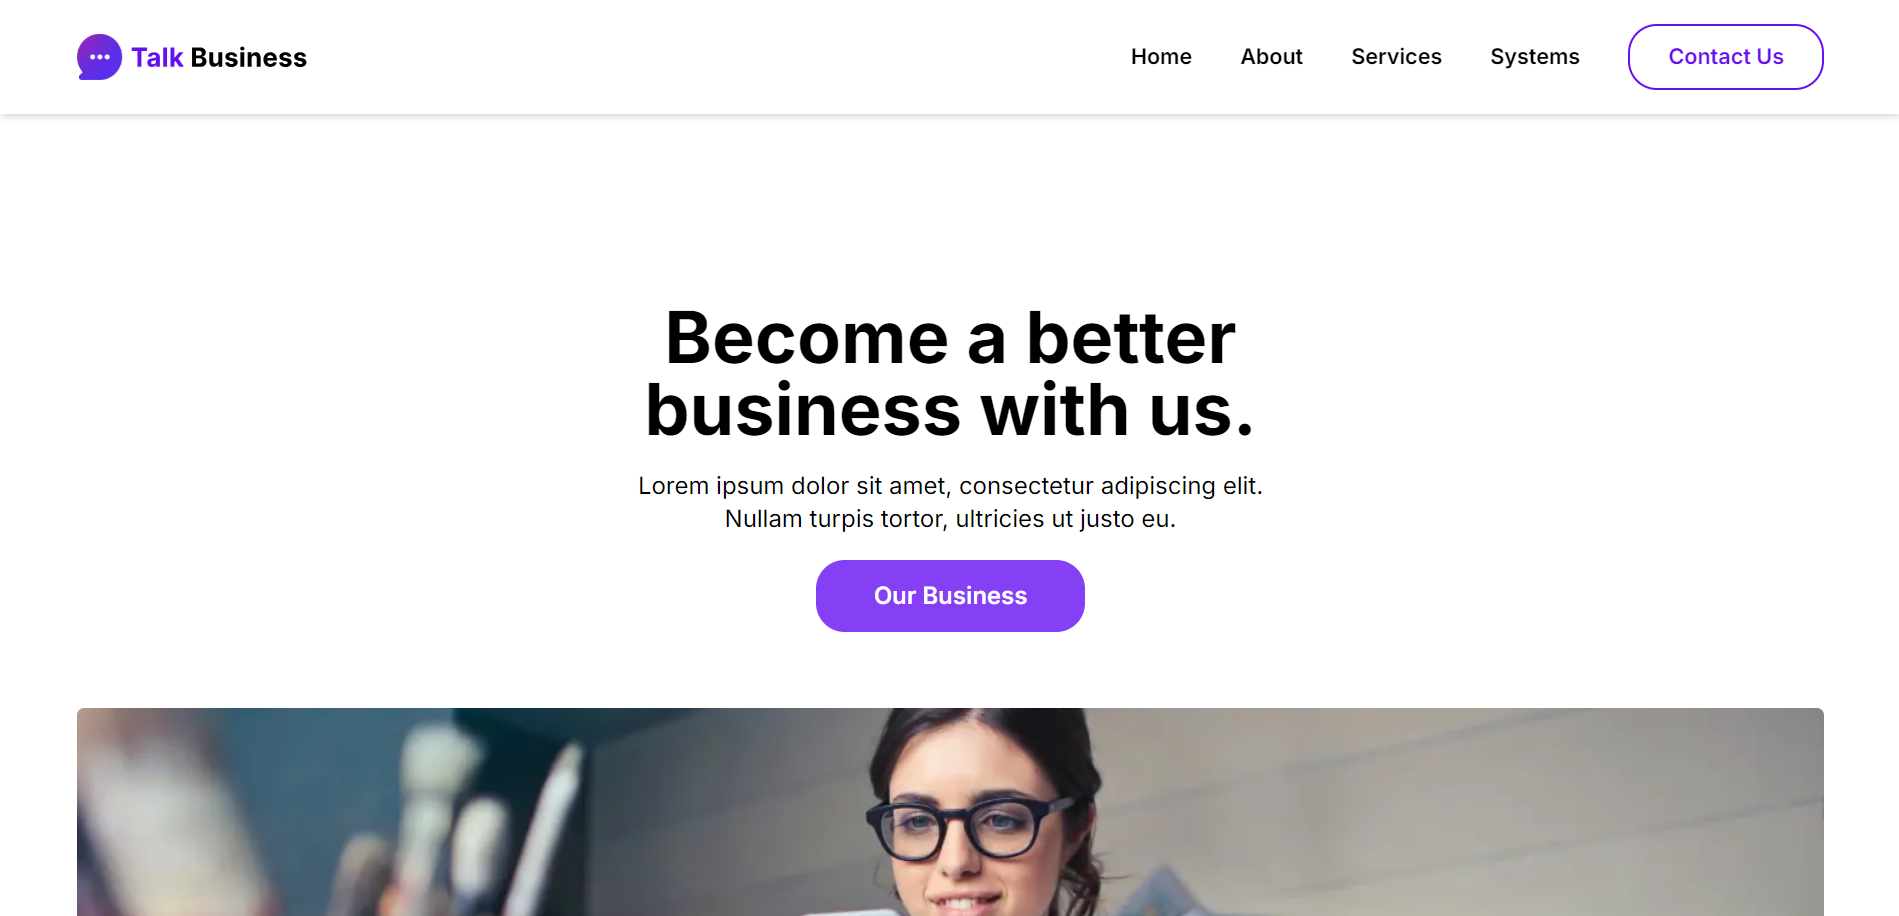 Talk Business
Home
About
Services
Systems
Contact Us
Become a better
business with us.
Lorem ipsum dolor sit amet, consectetur adipiscing elit.
Nullam turpis tortor, ultricies ut justo eu.
Our Business